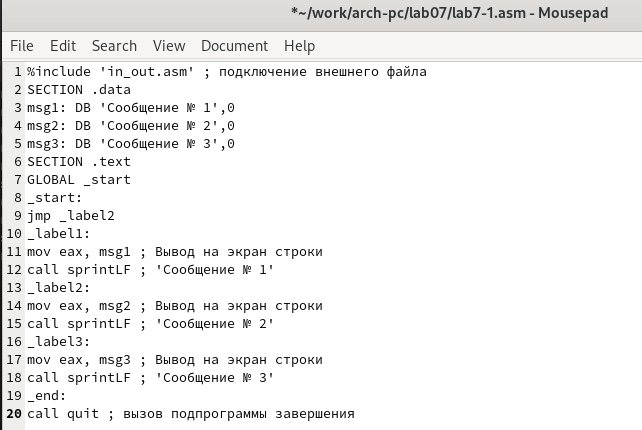 *~/work/arch-pc/lab07/lab7-1.asm - Mousepad
File Edit Search View Document Help
1 %include 'in_out.asm' ; подключение внешнего файла
2 SECTION .data
3 msg1: DB 'Сообщение № 1',0
4 msg2: DB 'Сообщение № 2',0
5 msg3: DB 'Сообщение № 3',0
6 SECTION .text
7 GLOBAL _start
8 _start:
9 jmp _label2
10 _label1:
11 mov eax, msg1 ; Вывод на экран строки
12 call sprintLF ; 'Сообщение № 1'
13 _label2:
14 mov eax, msg2 ; Вывод на экран строки
15 call sprintLF ; 'Сообщение № 2'
16 _label3:
17 mov eax, msg3 ; Вывод на экран строки
18 call sprintLF ; 'Сообщение № 3'
19 _end:
20 call quit ; вызов подпрограммы завершения